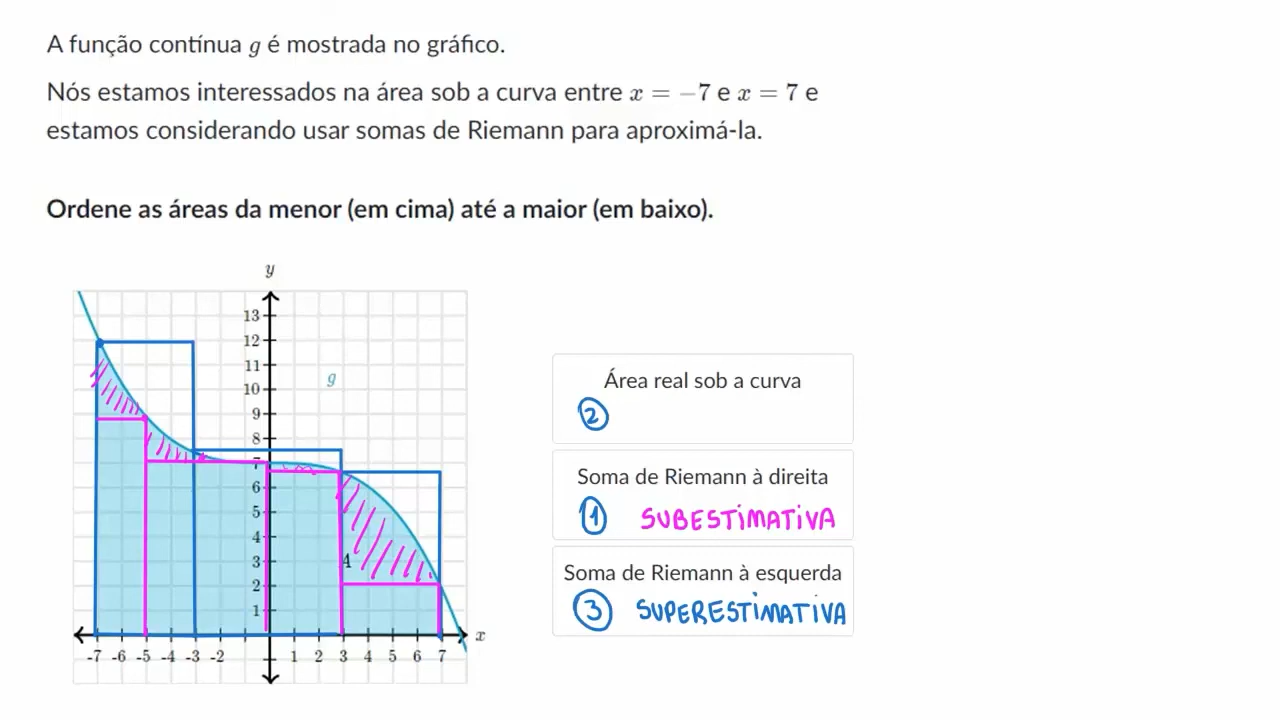 A função contínua g é mostrada no gráfico.
Nós estamos interessados na área sob a curva entre x = −7 e x = 7 e
estamos considerando usar somas de Riemann para aproximá-la.
Ordene as áreas da menor (em cima) até a maior (em baixo).
y
13
12
11
10
9
8
7
6
5
4
3
2
1
g
A
x
-7 -6 -5 -4 -3 -2 1 2 3 4 5 6 7
Área real sob a curva
2
Soma de Riemann à direita
1 SUBESTIMATIVA
Soma de Riemann à esquerda
3 SUPERESTIMATIVA